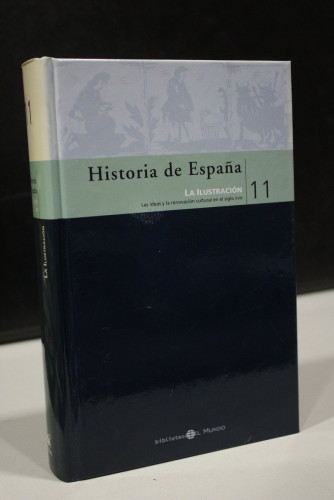 Historia de España
LA ILUSTRACIÓN
11
Las ideas y la renovación cultural en el siglo XVIII
biblioteca EL MUNDO
1
LA ILUSTRACIÓN